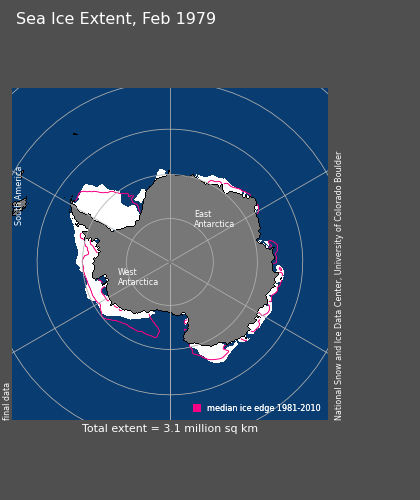 Sea Ice Extent, Feb 1979
South America
East
Antarctica
West
Antarctica
National Snow and Ice Data Center, University of Colorado Boulder
final data
median ice edge 1981-2010
Total extent = 3.1 million sq km